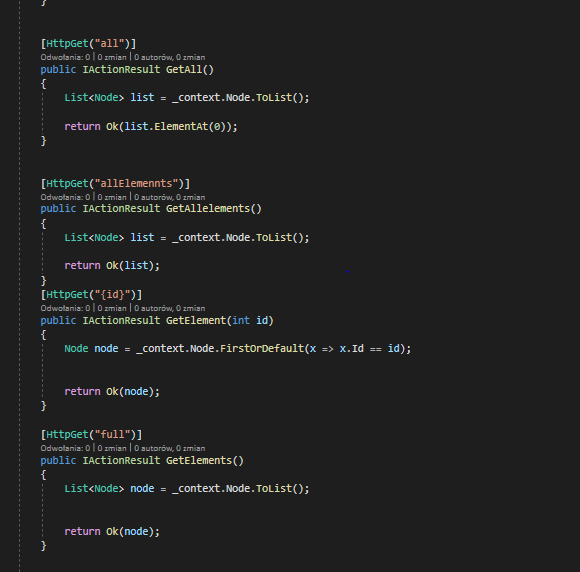 }
[HttpGet("all")]
Odwołania: 0 | 0 zmian | 0 autorów, 0 zmian
public IActionResult GetAll()
{
List<Node> list = _context.Node.ToList();
return Ok(list.ElementAt(0));
}
[HttpGet("allElemennts")]
Odwołania: 0 | 0 zmian | 0 autorów, 0 zmian
public IActionResult GetAllelements()
{
List<Node> list = _context.Node.ToList();
return Ok(list);
}
[HttpGet("{id}")]
Odwołania: 0 | 0 zmian | 0 autorów, 0 zmian
public IActionResult GetElement(int id)
{
Node node = _context.Node.FirstOrDefault(x => x.Id == id);
return Ok(node);
}
[HttpGet("full")]
Odwołania: 0 | 0 zmian | 0 autorów, 0 zmian
public IActionResult GetElements()
{
List<Node> node = _context.Node.ToList();
return Ok(node);
}